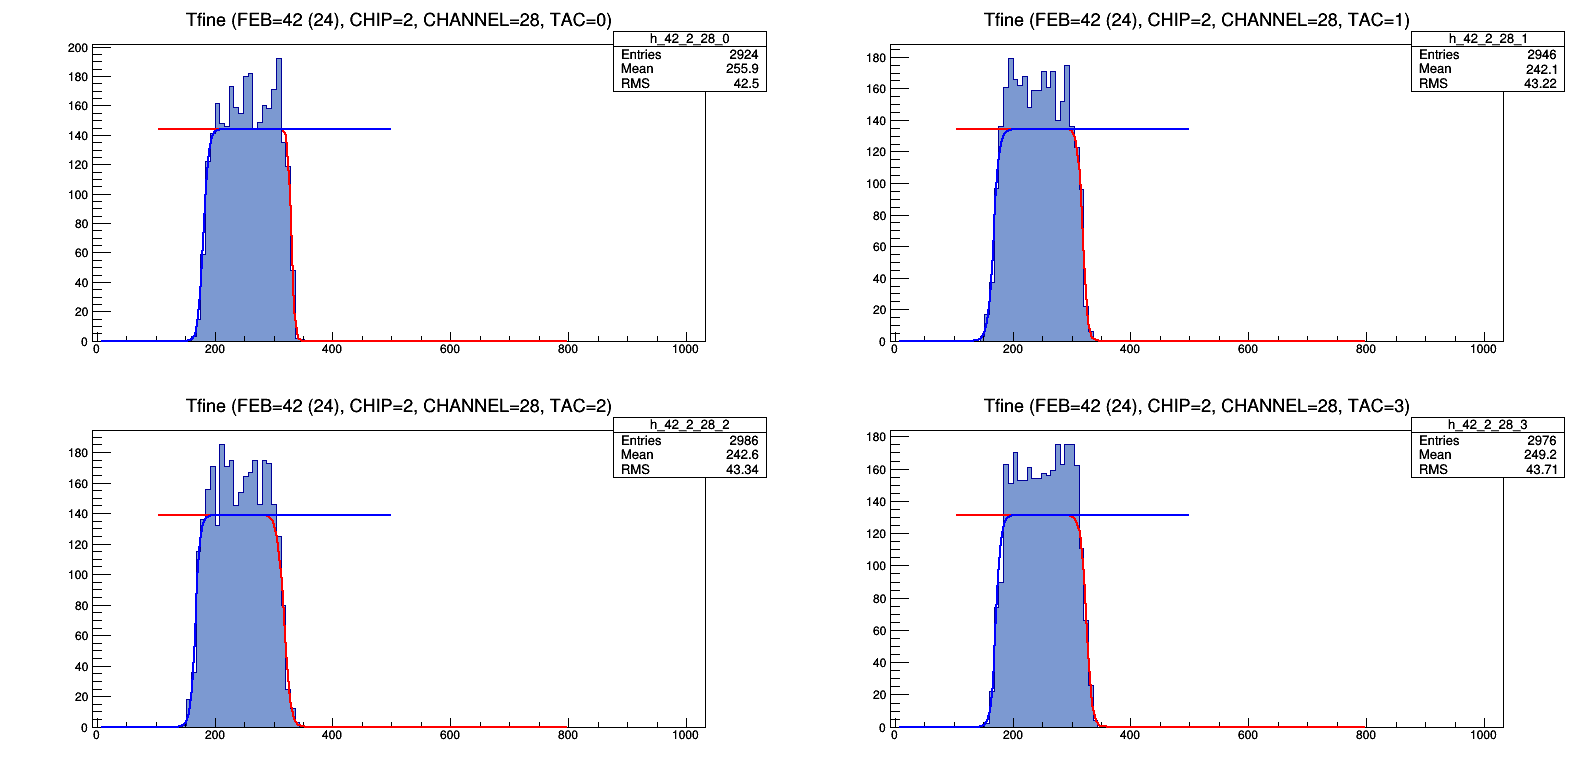 Tfine (FEB=42 (24), CHIP=2, CHANNEL=28, TAC=0)
h_42_2_28_0
Entries 2924
Mean 255.9
RMS 42.5
200
180
160
140
120
100
80
60
40
20
0
0 200 400 600 800 1000
Tfine (FEB=42 (24), CHIP=2, CHANNEL=28, TAC=1)
h_42_2_28_1
Entries 2946
Mean 242.1
RMS 43.22
180
160
140
120
100
80
60
40
20
0
0 200 400 600 800 1000
Tfine (FEB=42 (24), CHIP=2, CHANNEL=28, TAC=2)
h_42_2_28_2
Entries 2986
Mean 242.6
RMS 43.34
180
160
140
120
100
80
60
40
20
0
0 200 400 600 800 1000
Tfine (FEB=42 (24), CHIP=2, CHANNEL=28, TAC=3)
h_42_2_28_3
Entries 2976
Mean 249.2
RMS 43.71
180
160
140
120
100
80
60
40
20
0
0 200 400 600 800 1000